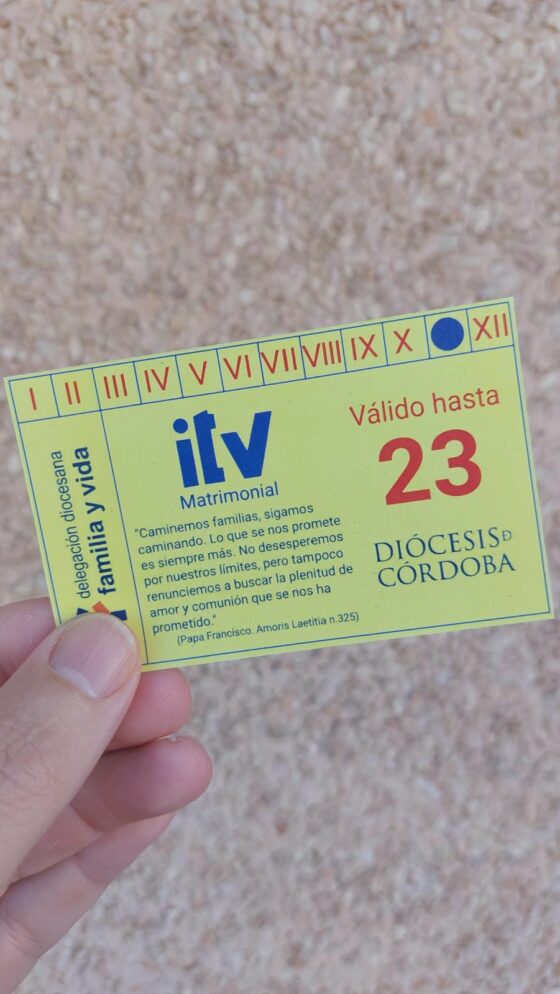 I II III IV V VI VII VIII IX X XII
delegación diocesana
familia y vida
itv
Matrimonial
"Caminemos familias, sigamos
caminando. Lo que se nos promete
es siempre más. No desesperemos
por nuestros límites, pero tampoco
renunciemos a buscar la plenitud de
amor y comunión que se nos ha
prometido."
(Papa Francisco. Amoris Laetitia n.325)
Válido hasta
23
DIÓCESIS Đ
CÓRDOBA